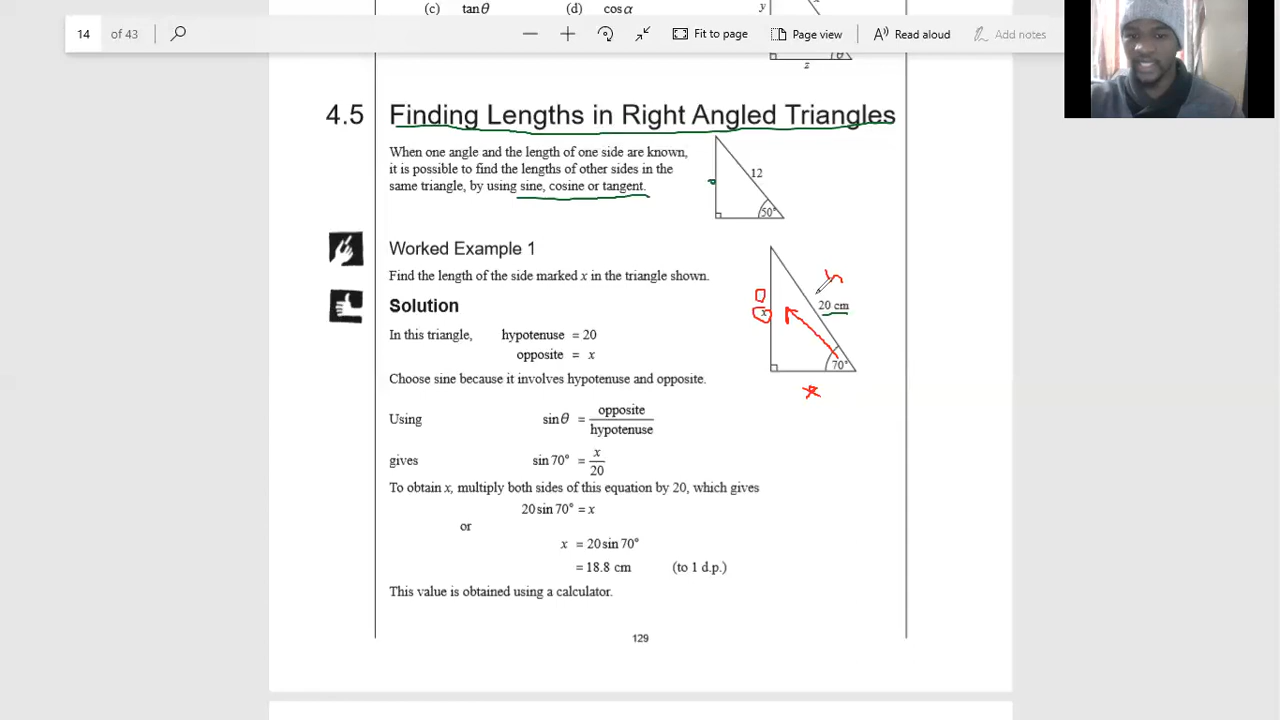 (c) tanθ (d) cosα
y
14 of 43 Fit to page Page view Read aloud Add notes
θ
z
4.5 Finding Lengths in Right Angled Triangles
When one angle and the length of one side are known,
it is possible to find the lengths of other sides in the
same triangle, by using sine, cosine or tangent.
12
50°
Worked Example 1
Find the length of the side marked x in the triangle shown.
h
O
20 cm
x
70°
Solution
In this triangle, hypotenuse = 20
opposite = x
Choose sine because it involves hypotenuse and opposite.
Using sinθ = opposite
hypotenuse
gives sin 70° = x
20
To obtain x, multiply both sides of this equation by 20, which gives
20 sin 70° = x
or
x = 20 sin 70°
= 18.8 cm (to 1 d.p.)
This value is obtained using a calculator.
129